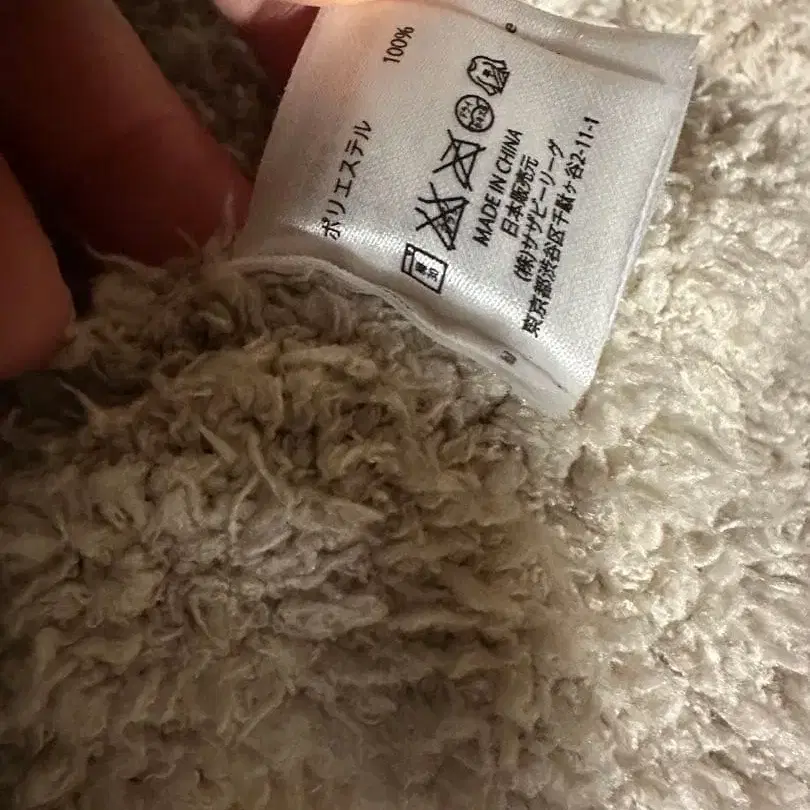 ポリエステル 100%
MADE IN CHINA
日本販売元
(株)サザビーリーグ
東京都渋谷区千駄ヶ谷2-11-1